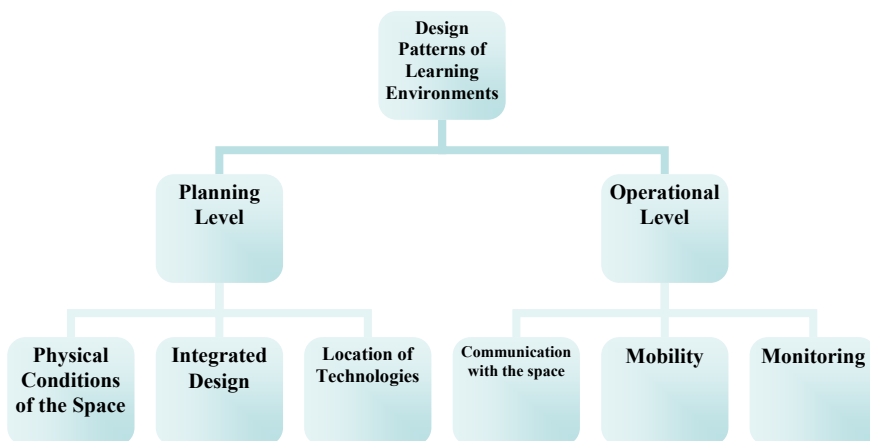 Design
Patterns of
Learning
Environments
Planning
Level
Operational
Level
Physical
Conditions
of the Space
Integrated
Design
Location of
Technologies
Communication
with the space
Mobility
Monitoring